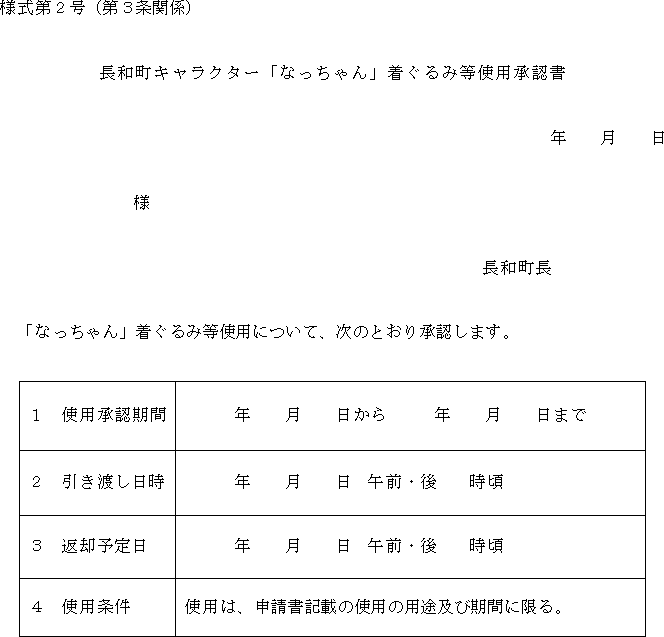 様式第２号（第３条関係）
長和町キャラクター「なっちゃん」着ぐるみ等使用承認書
年　　月　　日
様
長和町長
「なっちゃん」着ぐるみ等使用について、次のとおり承認します。
１　使用承認期間　　年　　月　　日から　　年　　月　　日まで
２　引き渡し日時　　年　　月　　日　午前・後　　時頃
３　返却予定日　　年　　月　　日　午前・後　　時頃
４　使用条件　使用は、申請書記載の使用の用途及び期間に限る。